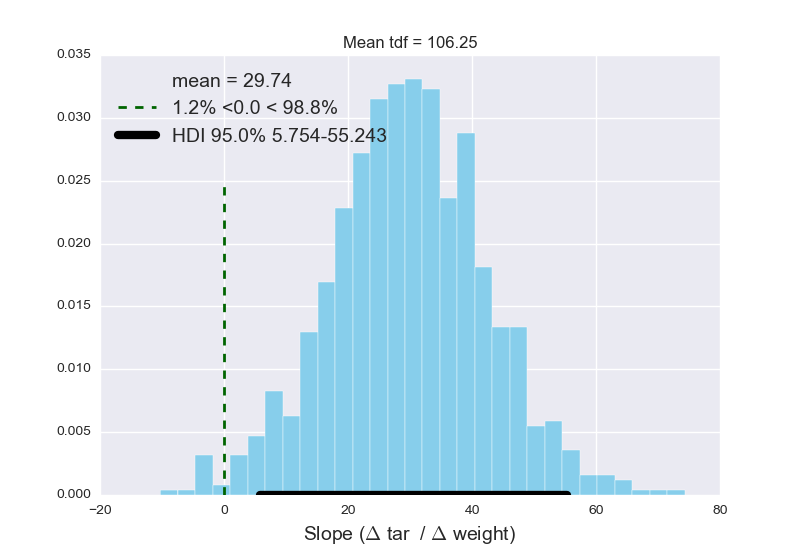 Mean tdf = 106.25
0.035
0.030
0.025
0.020
0.015
0.010
0.005
0.000
mean = 29.74
1.2% <0.0 < 98.8%
HDI 95.0% 5.754-55.243
−20 0 20 40 60 80
Slope (Δ tar / Δ weight)